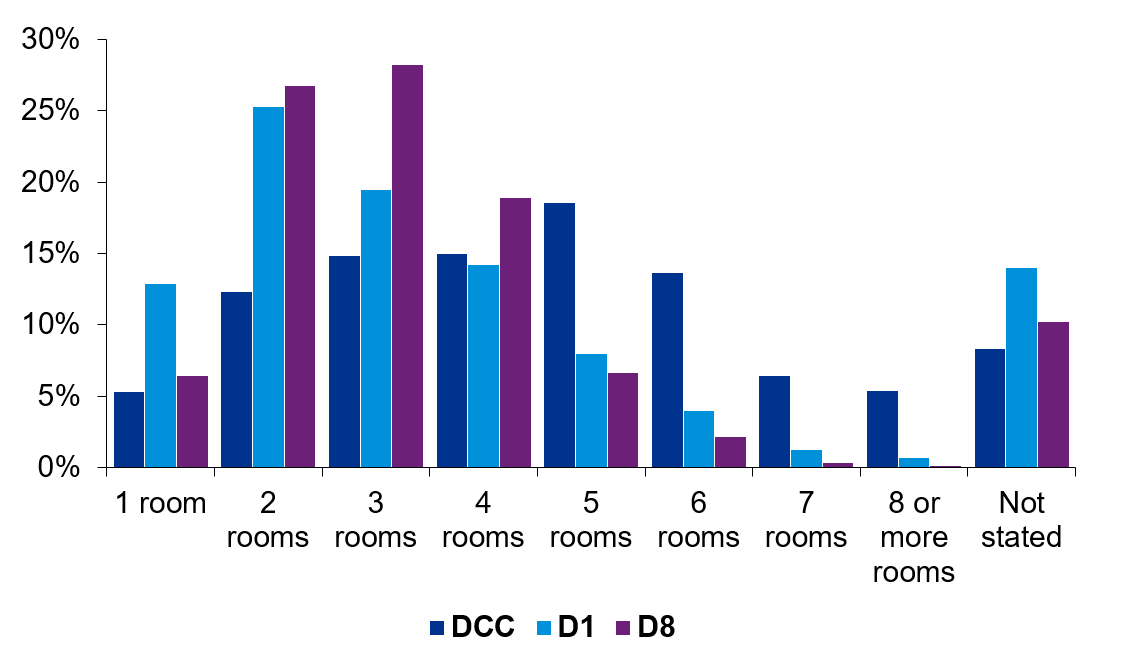 30%
25%
20%
15%
10%
5%
0%
1 room
2
rooms
3
rooms
4
rooms
5
rooms
6
rooms
7
rooms
8 or
more
rooms
Not
stated
DCC D1 D8